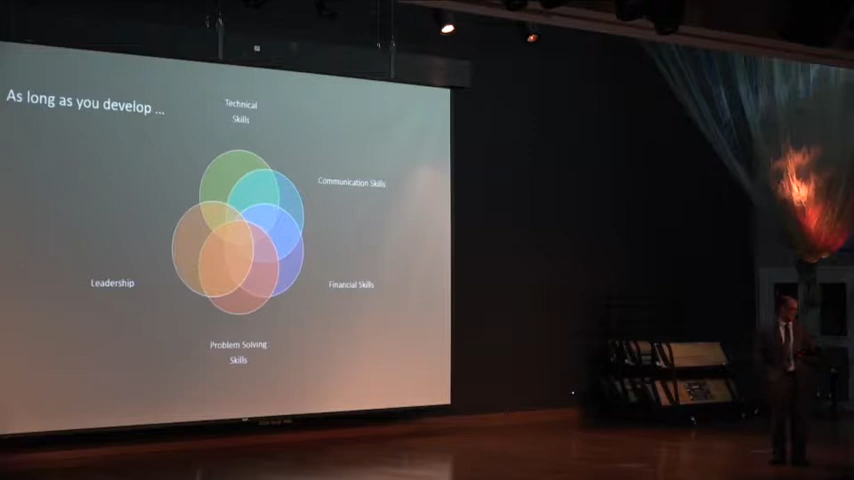 As long as you develop ...
Technical
Skills
Communication Skills
Leadership
Financial Skills
Problem Solving
Skills